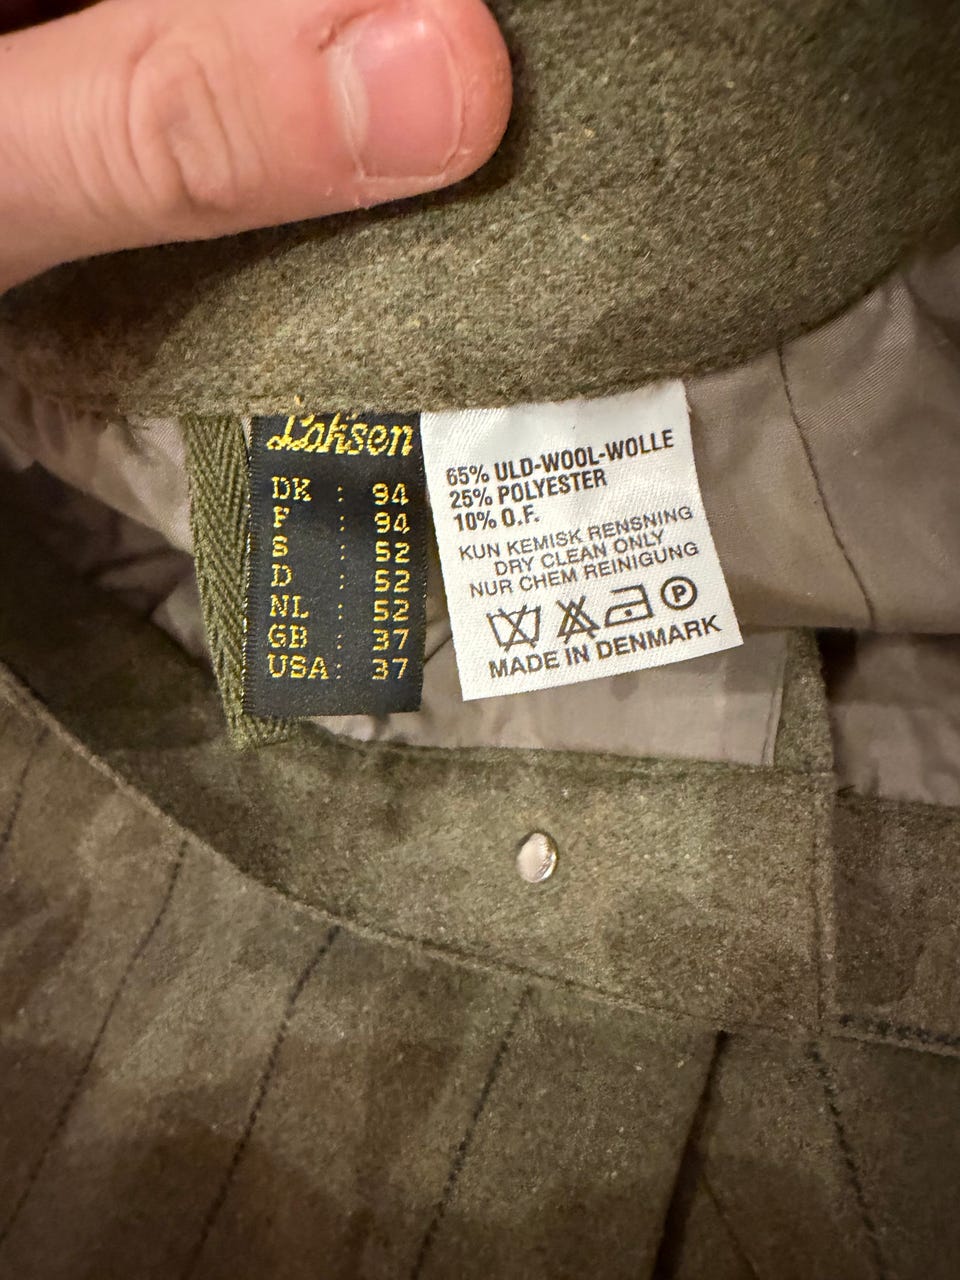 Laksen
DK : 94
F : 94
S : 52
D : 52
NL : 52
GB : 37
USA : 37
65% ULD-WOOL-WOLLE
25% POLYESTER
10% O.F.
KUN KEMISK RENSNING
DRY CLEAN ONLY
NUR CHEM REINIGUNG
P
MADE IN DENMARK